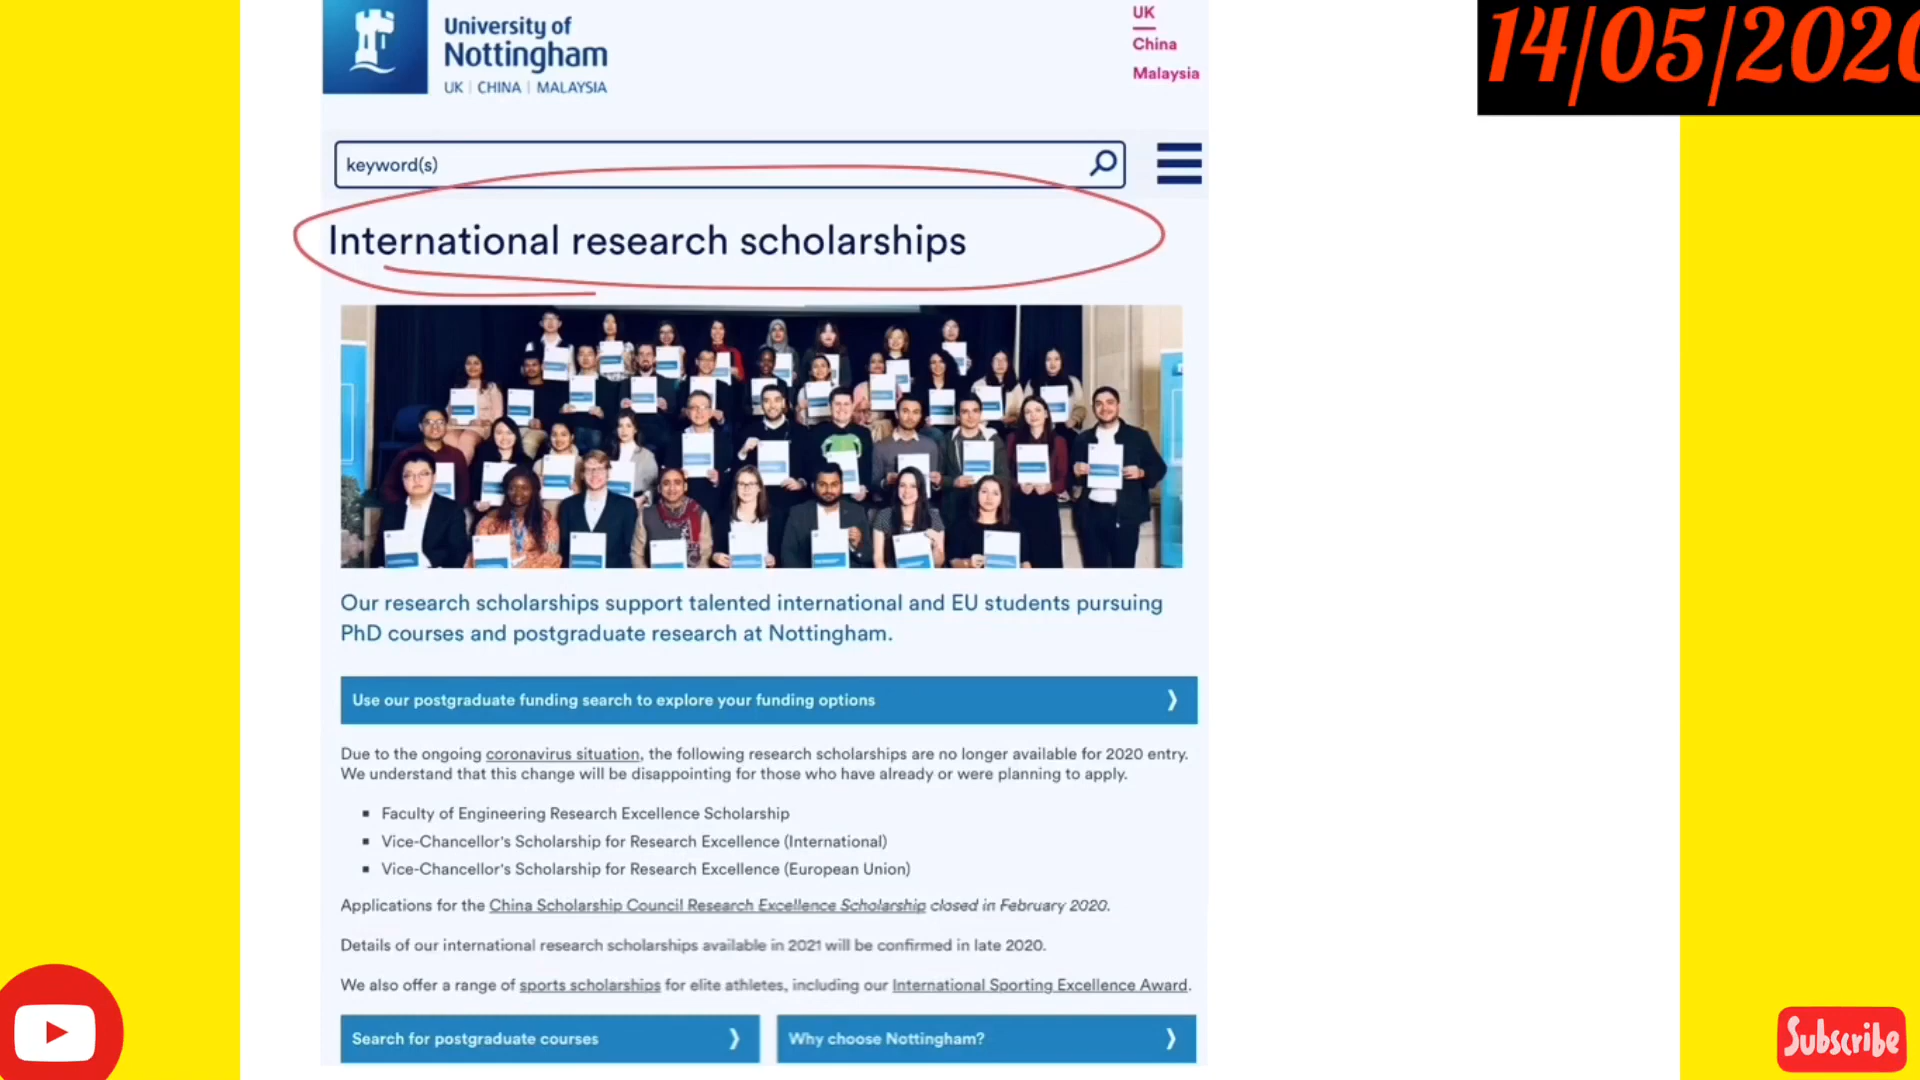 14/05/2020
University of
Nottingham
UK | CHINA | MALAYSIA
UK
China
Malaysia
keyword(s)
International research scholarships
Our research scholarships support talented international and EU students pursuing
PhD courses and postgraduate research at Nottingham.
Use our postgraduate funding search to explore your funding options
Due to the ongoing coronavirus situation, the following research scholarships are no longer available for 2020 entry.
We understand that this change will be disappointing for those who have already or were planning to apply.
Faculty of Engineering Research Excellence Scholarship
Vice-Chancellor's Scholarship for Research Excellence (International)
Vice-Chancellor's Scholarship for Research Excellence (European Union)
Applications for the China Scholarship Council Research Excellence Scholarship closed in February 2020.
Details of our international research scholarships available in 2021 will be confirmed in late 2020.
We also offer a range of sports scholarships for elite athletes, including our International Sporting Excellence Award.
Search for postgraduate courses
Why choose Nottingham?
Subscribe